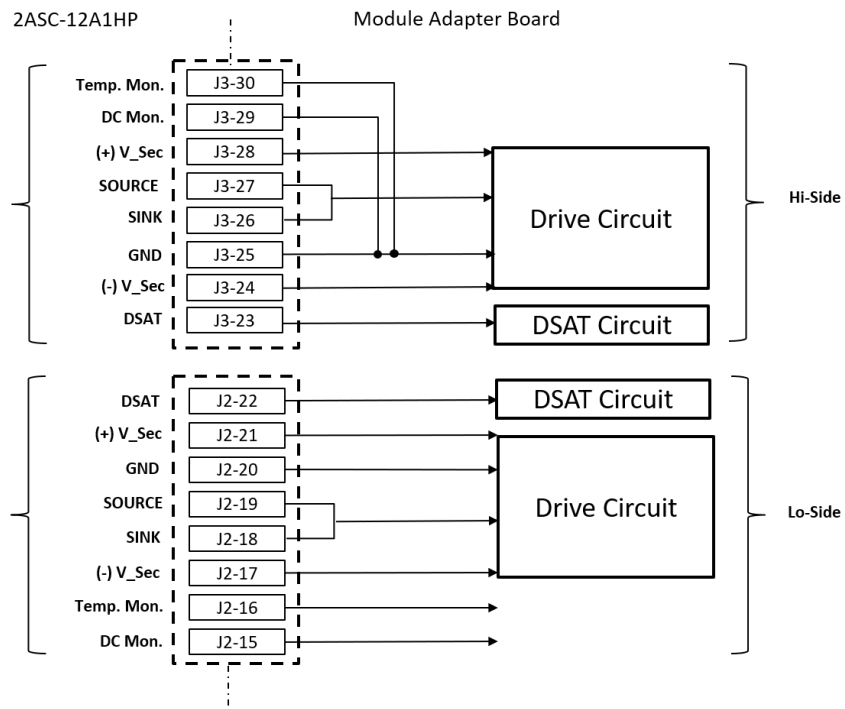 2ASC-12A1HP Module Adapter Board
Temp. Mon. J3-30
DC Mon. J3-29
(+) V_Sec J3-28
SOURCE J3-27
Hi-Side
SINK J3-26
Drive Circuit
GND J3-25
(-) V_Sec J3-24
DSAT J3-23
DSAT Circuit
DSAT J2-22
DSAT Circuit
(+) V_Sec J2-21
GND J2-20
SOURCE J2-19
Drive Circuit
Lo-Side
SINK J2-18
(-) V_Sec J2-17
Temp. Mon. J2-16
DC Mon. J2-15